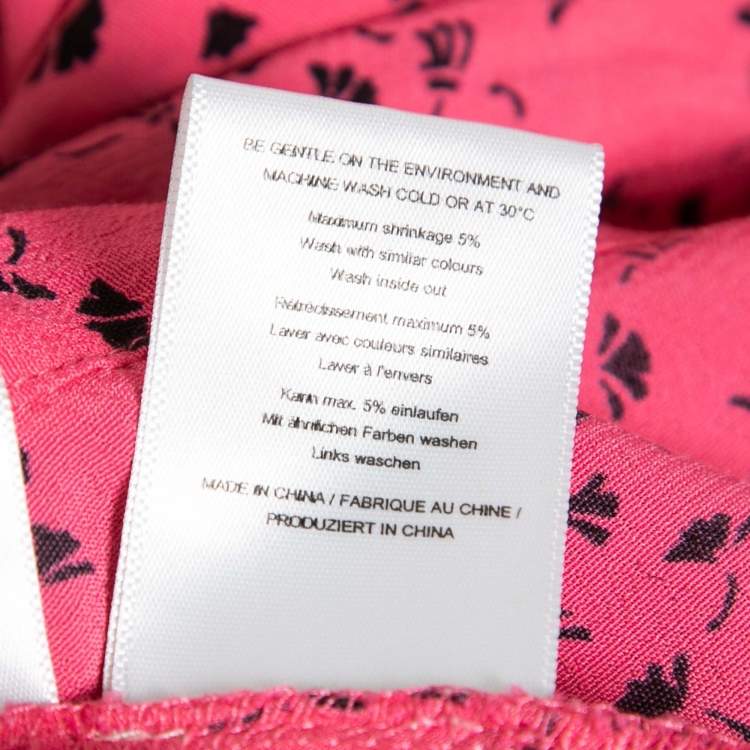 BE GENTLE ON THE ENVIRONMENT AND
MACHINE WASH COLD OR AT 30°C
Maximum shrinkage 5%
Wash with similar colours
Wash inside out
Rétrécissement maximum 5%
Laver avec couleurs similaires
Laver à l'envers
Kann max. 5% einlaufen
Mit ähnlichen Farben washen
Links waschen
MADE IN CHINA / FABRIQUE AU CHINE /
PRODUZIERT IN CHINA